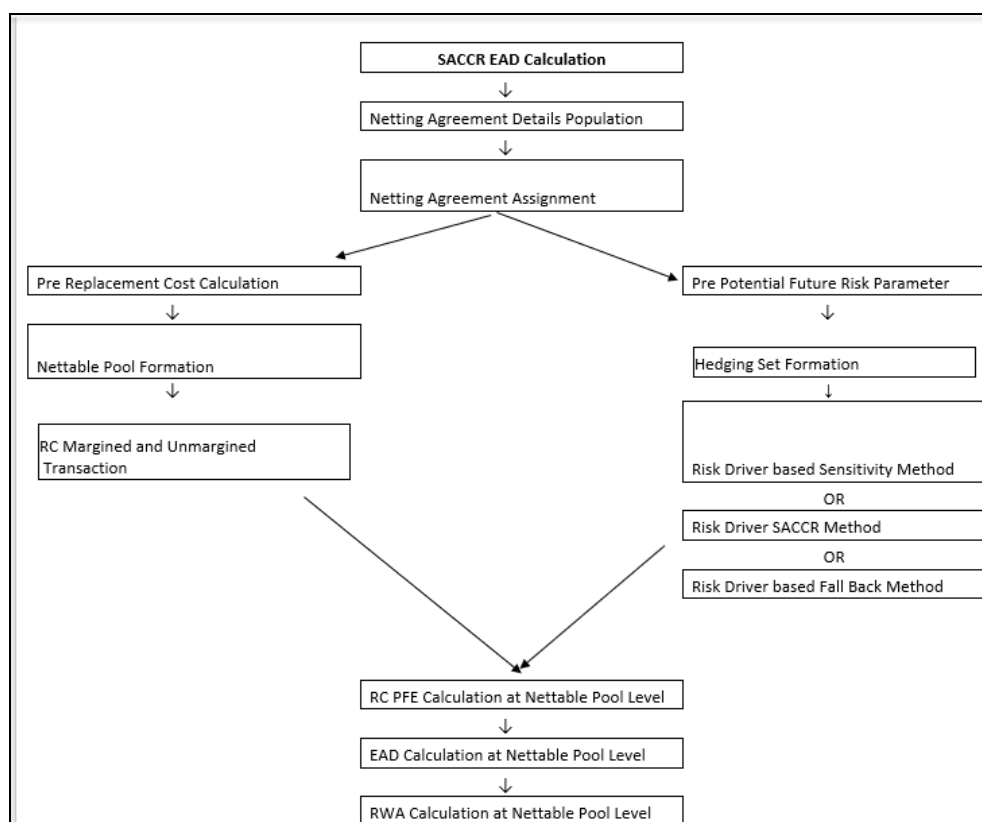 SACCR EAD Calculation
Netting Agreement Details Population
Netting Agreement Assignment
Pre Replacement Cost Calculation
Nettable Pool Formation
RC Margined and Unmargined
Transaction
Pre Potential Future Risk Parameter
Hedging Set Formation
Risk Driver based Sensitivity Method
OR
Risk Driver SACCR Method
OR
Risk Driver based Fall Back Method
RC PFE Calculation at Nettable Pool Level
EAD Calculation at Nettable Pool Level
RWA Calculation at Nettable Pool Level